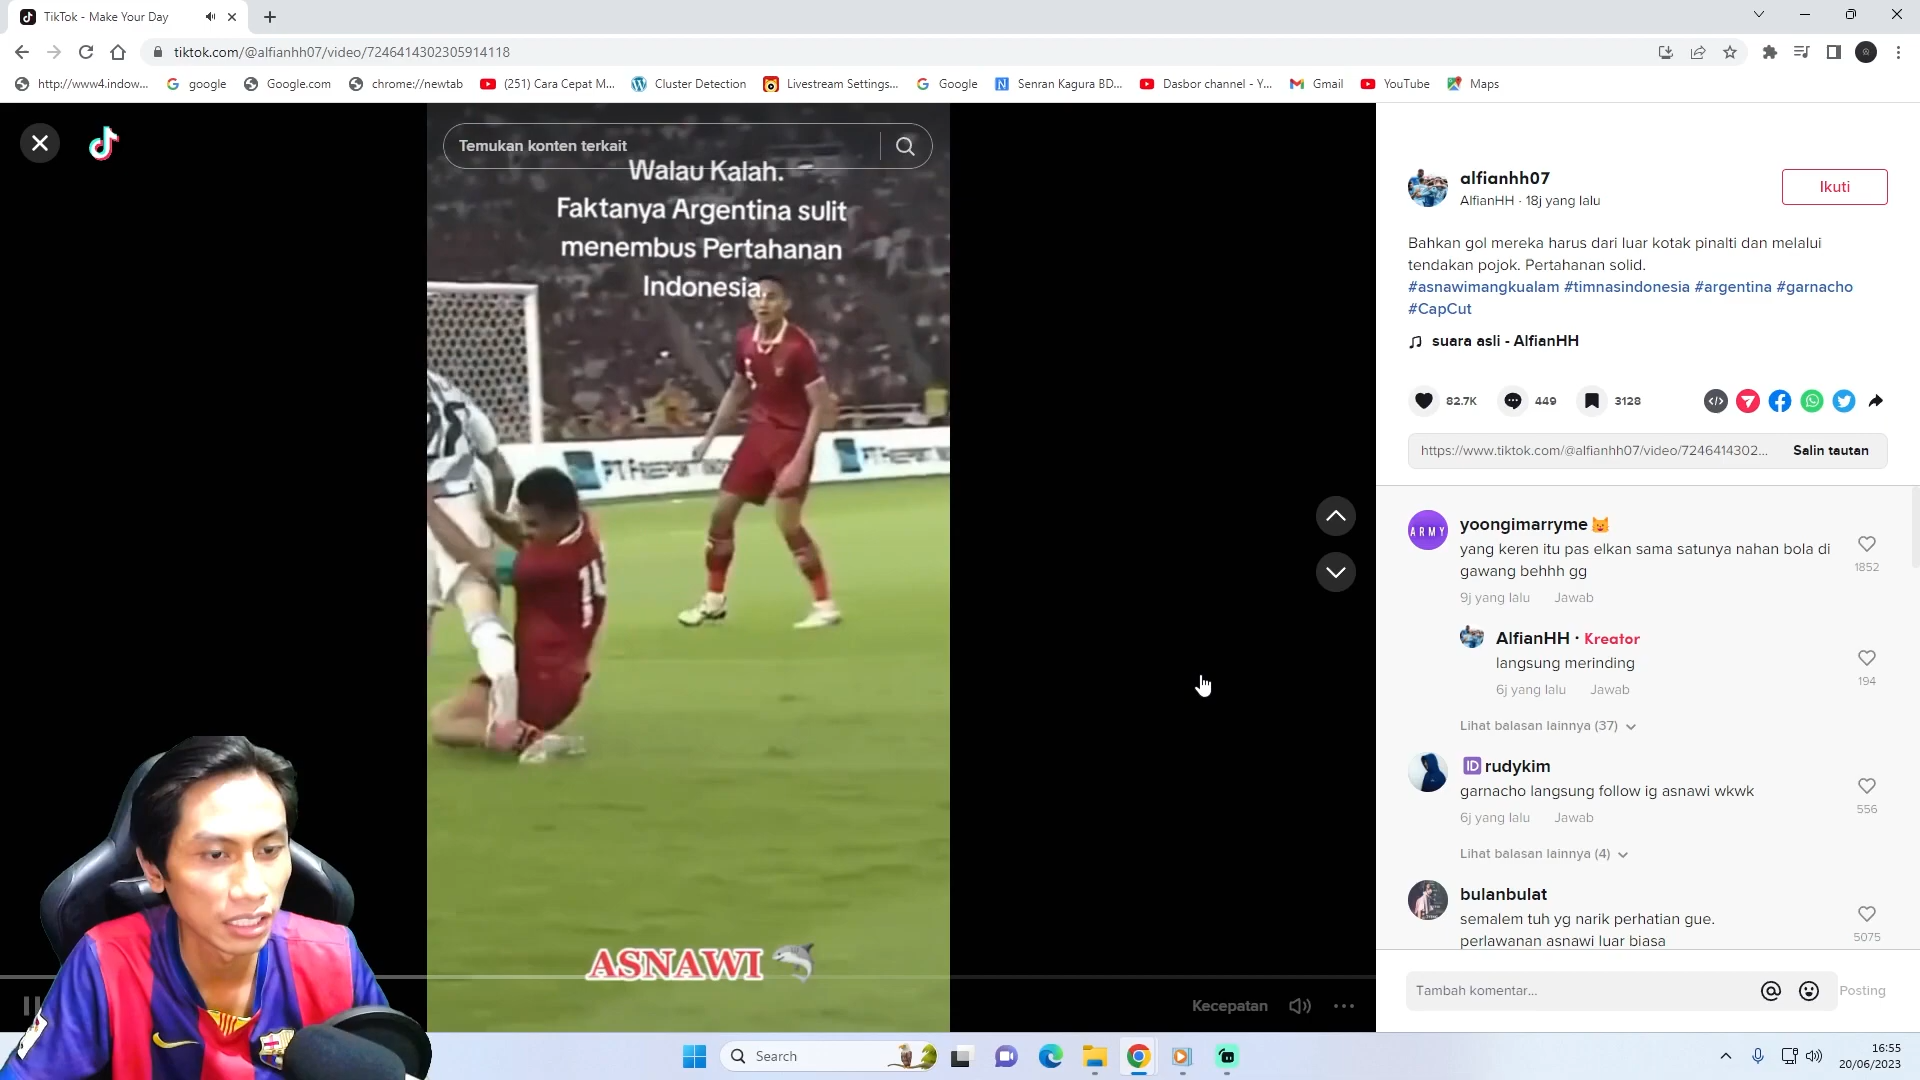 TikTok - Make Your Day
tiktok.com/@alfianhh07/video/7246414302305914118
http://www4.indow... google Google.com chrome://newtab (251) Cara Cepat M... Cluster Detection Livestream Settings... Google Senran Kagura BD... Dasbor channel - Y... Gmail YouTube Maps
Temukan konten terkait
Walau Kalah.
Faktanya Argentina sulit
menembus Pertahanan
Indonesia.
ASNAWI
Kecepatan
alfianhh07
AlfianHH · 18j yang lalu
Ikuti
Bahkan gol mereka harus dari luar kotak pinalti dan melalui
tendakan pojok. Pertahanan solid.
#asnawimangkualam #timnasindonesia #argentina #garnacho
#CapCut
suara asli - AlfianHH
82.7K 449 3128
https://www.tiktok.com/@alfianhh07/video/7246414302... Salin tautan
ARMY
yoongimarryme
yang keren itu pas elkan sama satunya nahan bola di
gawang behhh gg
1852
9j yang lalu Jawab
AlfianHH · Kreator
langsung merinding
194
6j yang lalu Jawab
Lihat balasan lainnya (37)
ID rudykim
garnacho langsung follow ig asnawi wkwk
556
6j yang lalu Jawab
Lihat balasan lainnya (4)
bulanbulat
semalem tuh yg narik perhatian gue.
perlawanan asnawi luar biasa
5075
Tambah komentar...
Posting
Search
16:55
20/06/2023